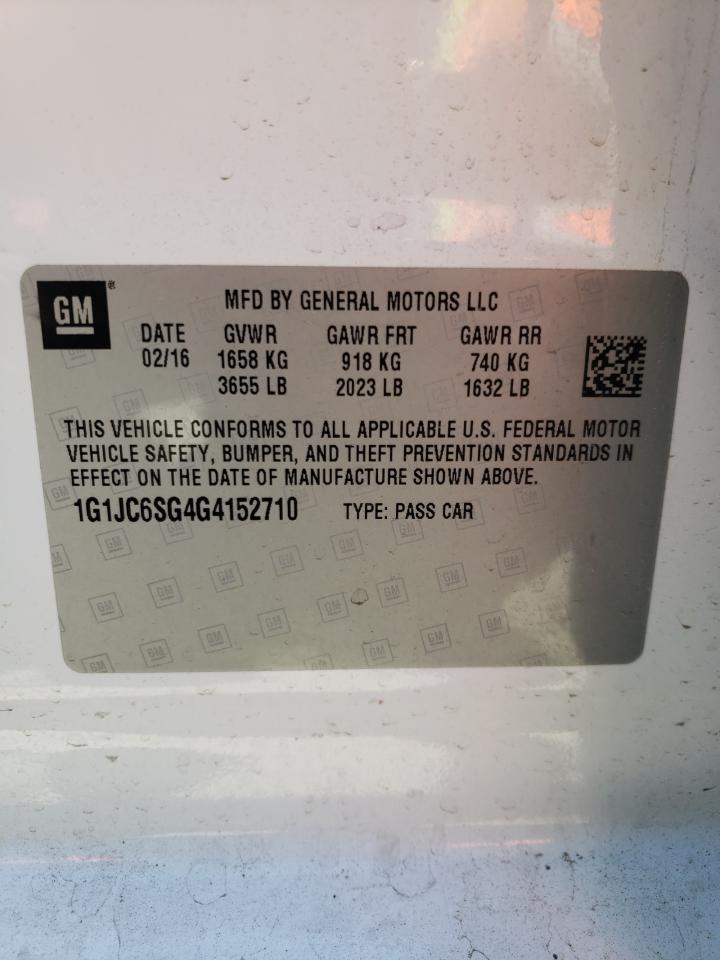 GM ®
MFD BY GENERAL MOTORS LLC
DATE GVWR GAWR FRT GAWR RR
02/16 1658 KG 918 KG 740 KG
3655 LB 2023 LB 1632 LB
THIS VEHICLE CONFORMS TO ALL APPLICABLE U.S. FEDERAL MOTOR
VEHICLE SAFETY, BUMPER, AND THEFT PREVENTION STANDARDS IN
EFFECT ON THE DATE OF MANUFACTURE SHOWN ABOVE.
1G1JC6SG4G4152710 TYPE: PASS CAR